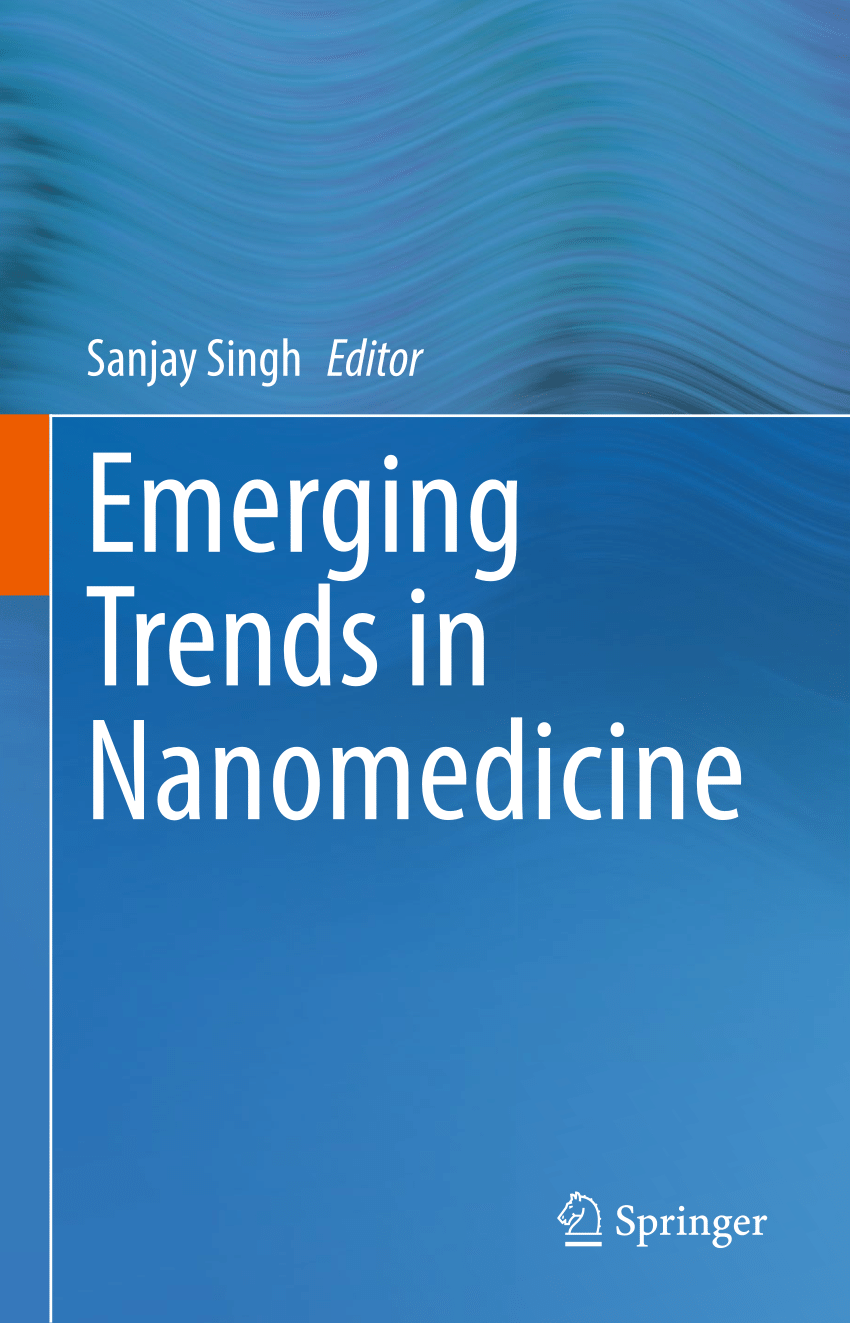 Sanjay Singh Editor
Emerging
Trends in
Nanomedicine
Springer